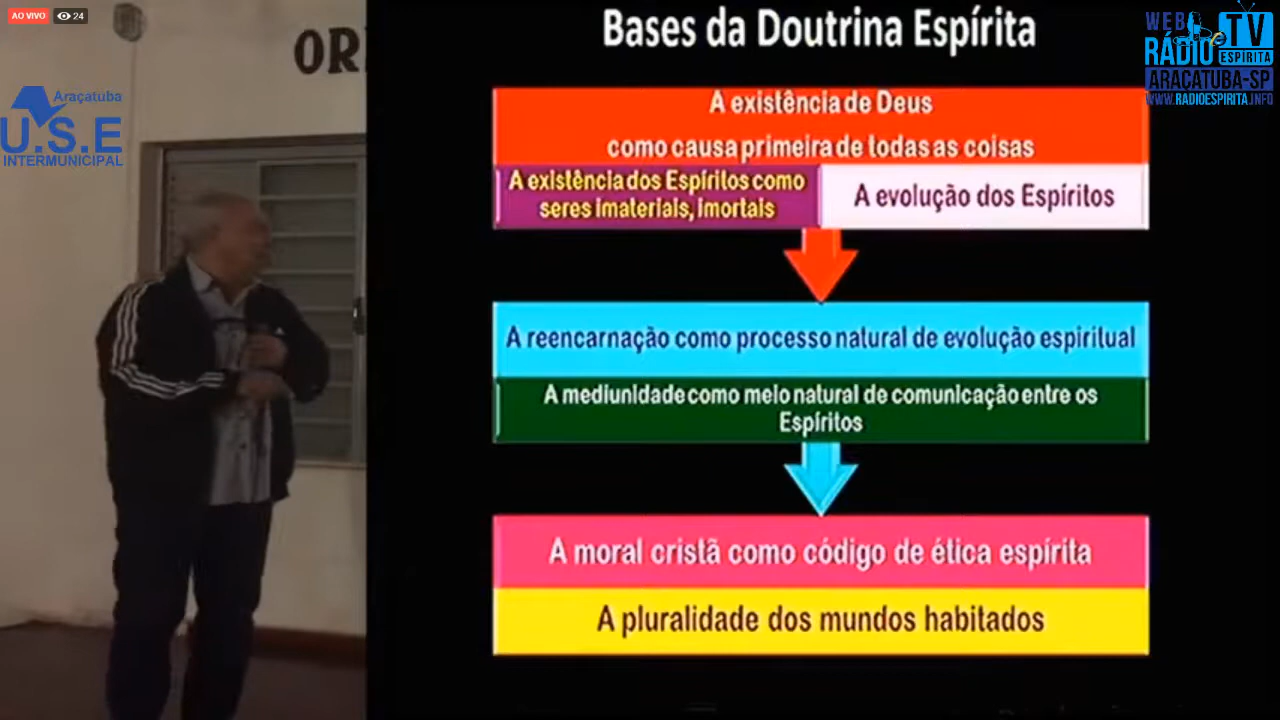 AO VIVO
24
Bases da Doutrina Espírita
WEB
RÁDIO e TV
ESPÍRITA
ARAÇATUBA-SP
WWW.RADIOESPIRITA.INFO
OR
Araçatuba
U.S.E
INTERMUNICIPAL
A existência de Deus
como causa primeira de todas as coisas
A existência dos Espíritos como
seres imateriais, imortais
A evolução dos Espíritos
A reencarnação como processo natural de evolução espiritual
A mediunidade como meio natural de comunicação entre os
Espíritos
A moral cristã como código de ética espírita
A pluralidade dos mundos habitados